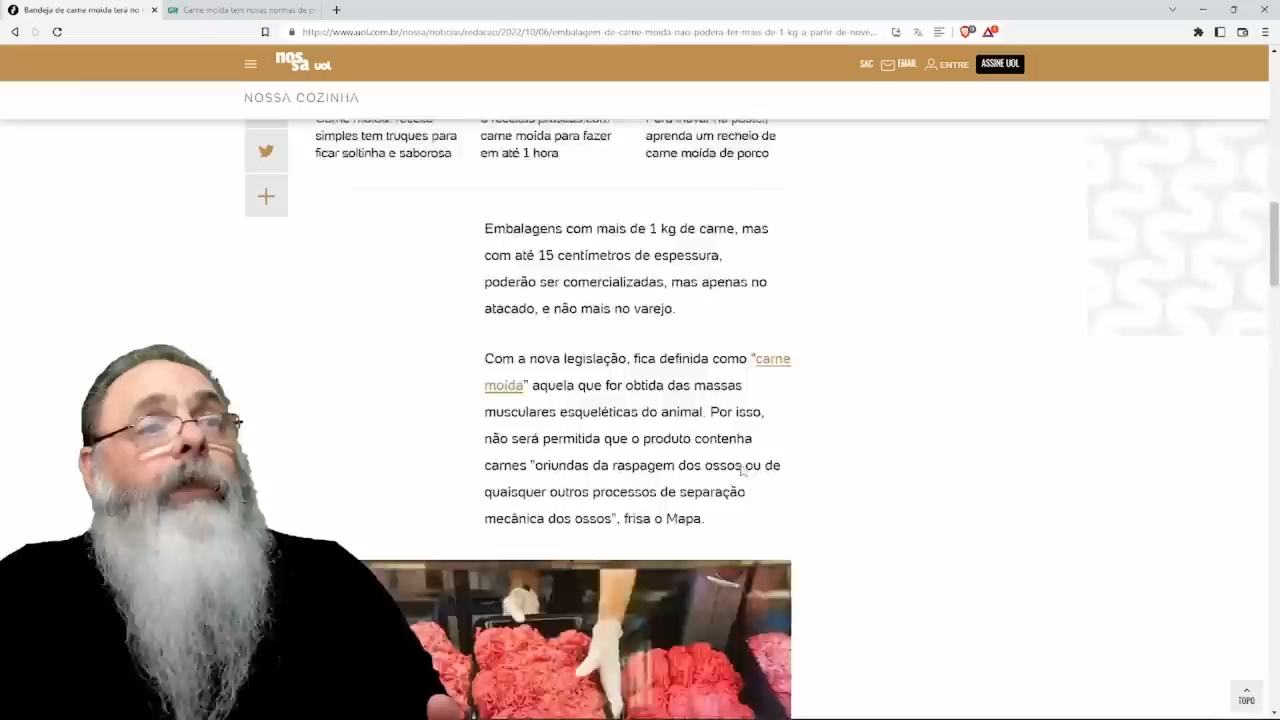 Bandeja de carne moída terá no
GR Carne moída tem novas normas de p
https://www.uol.com.br/nossa/noticias/redacao/2022/10/06/embalagem-de-carne-moida-nao-podera-ter-mais-de-1-kg-a-partir-de-nove...
nossa uol
SAC
EMAIL
ENTRE
ASSINE UOL
NOSSA COZINHA
simples tem truques para
ficar soltinha e saborosa
carne moída para fazer
em até 1 hora
aprenda um recheio de
carne moída de porco
Embalagens com mais de 1 kg de carne, mas
com até 15 centímetros de espessura,
poderão ser comercializadas, mas apenas no
atacado, e não mais no varejo.
Com a nova legislação, fica definida como "carne
moída" aquela que for obtida das massas
musculares esqueléticas do animal. Por isso,
não será permitida que o produto contenha
carnes "oriundas da raspagem dos ossos ou de
quaisquer outros processos de separação
mecânica dos ossos", frisa o Mapa.
TOPO